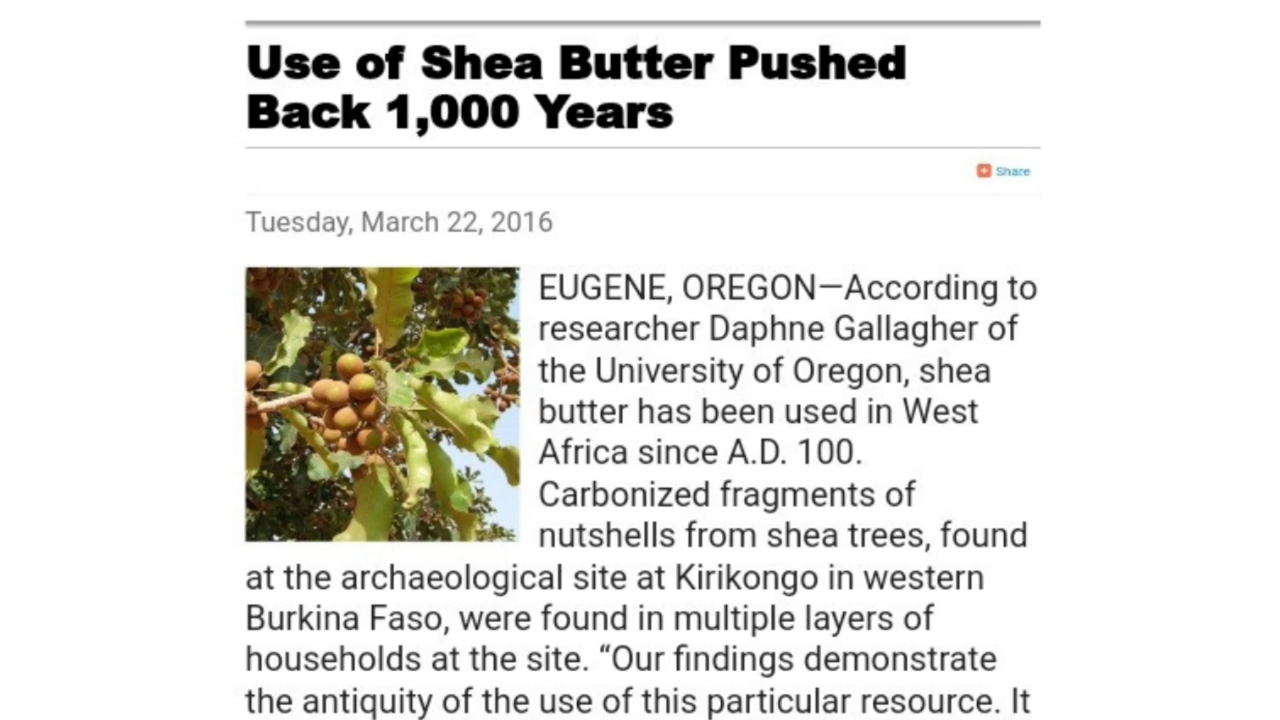 Use of Shea Butter Pushed
Back 1,000 Years
Share
Tuesday, March 22, 2016
EUGENE, OREGON—According to
researcher Daphne Gallagher of
the University of Oregon, shea
butter has been used in West
Africa since A.D. 100.
Carbonized fragments of
nutshells from shea trees, found
at the archaeological site at Kirikongo in western
Burkina Faso, were found in multiple layers of
households at the site. “Our findings demonstrate
the antiquity of the use of this particular resource. It